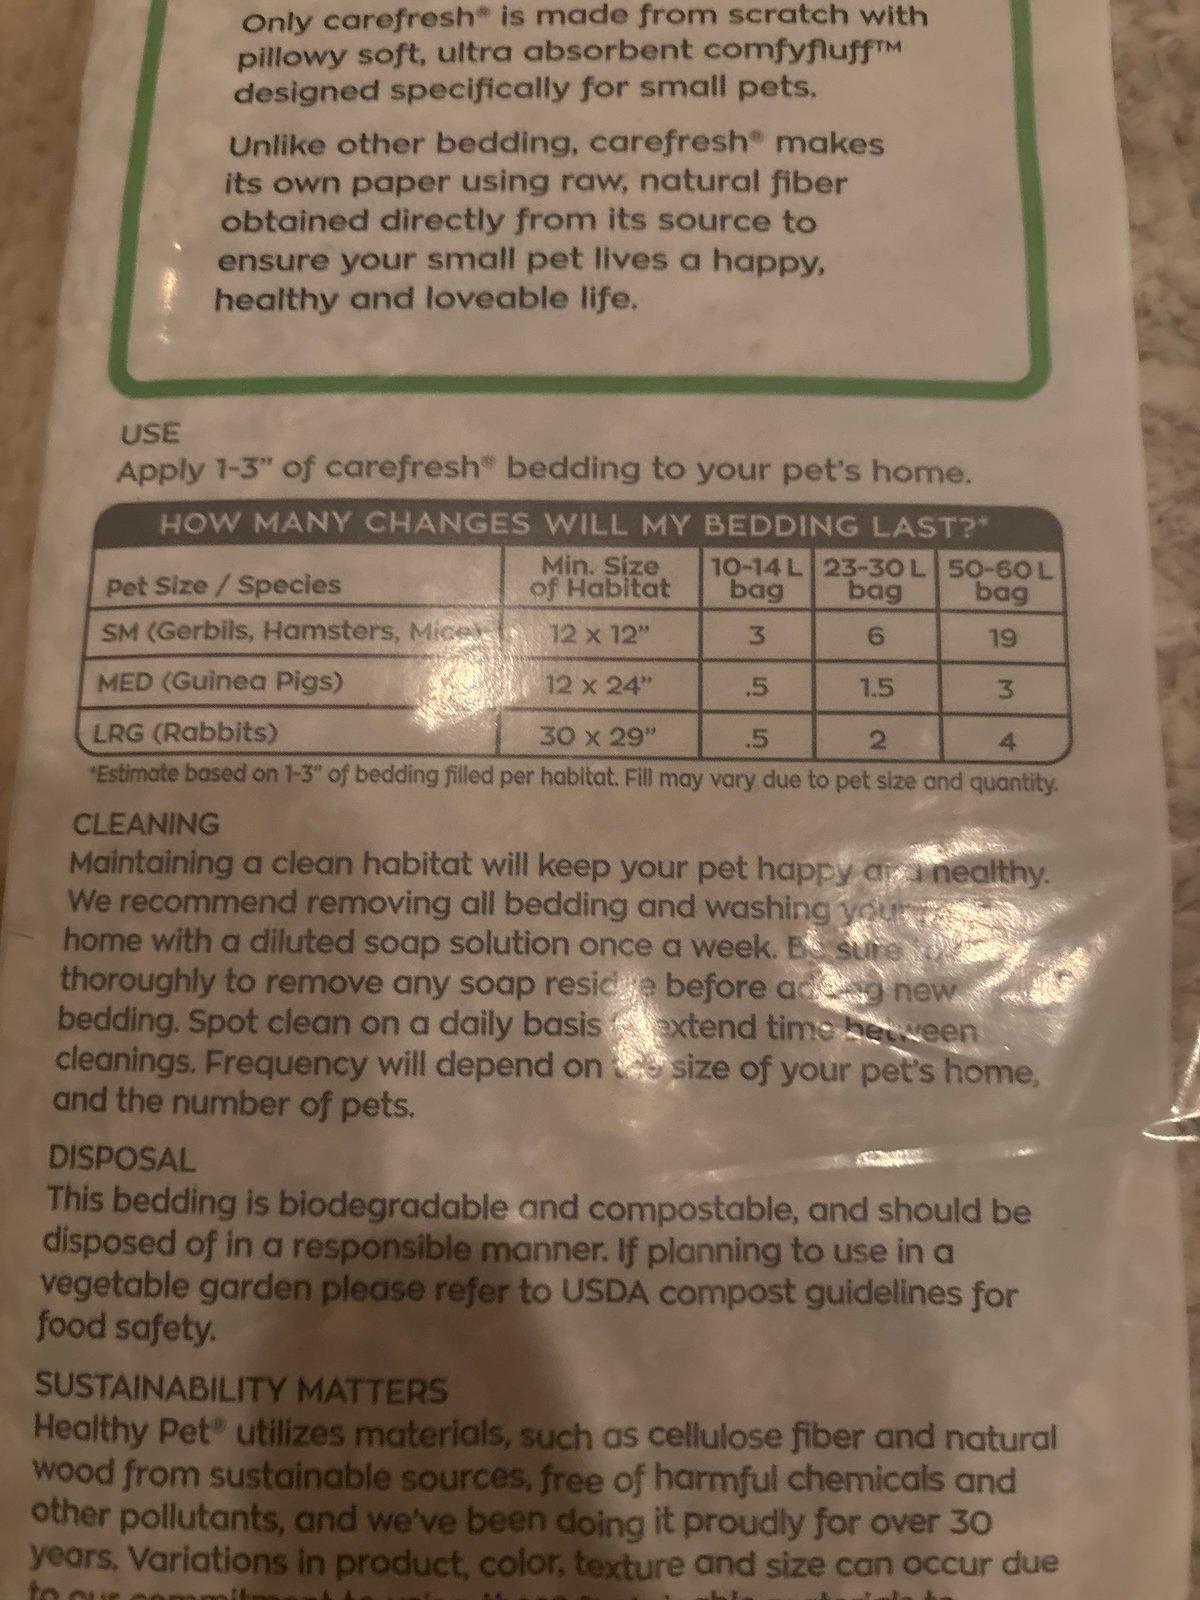 Only carefresh® is made from scratch with
pillowy soft, ultra absorbent comfyfluff™
designed specifically for small pets.
Unlike other bedding, carefresh® makes
its own paper using raw, natural fiber
obtained directly from its source to
ensure your small pet lives a happy,
healthy and loveable life.
USE
Apply 1-3” of carefresh® bedding to your pet's home.
HOW MANY CHANGES WILL MY BEDDING LAST?*
Pet Size / Species Min. Size of Habitat 10-14 L bag 23-30 L bag 50-60 L bag
SM (Gerbils, Hamsters, Mice) 12 x 12” 3 6 19
MED (Guinea Pigs) 12 x 24” .5 1.5 3
LRG (Rabbits) 30 x 29” .5 2 4
*Estimate based on 1-3” of bedding filled per habitat. Fill may vary due to pet size and quantity.
CLEANING
Maintaining a clean habitat will keep your pet happy and healthy.
We recommend removing all bedding and washing your
home with a diluted soap solution once a week. Be sure
thoroughly to remove any soap residue before adding new
bedding. Spot clean on a daily basis extend time between
cleanings. Frequency will depend on the size of your pet's home,
and the number of pets.
DISPOSAL
This bedding is biodegradable and compostable, and should be
disposed of in a responsible manner. If planning to use in a
vegetable garden please refer to USDA compost guidelines for
food safety.
SUSTAINABILITY MATTERS
Healthy Pet® utilizes materials, such as cellulose fiber and natural
wood from sustainable sources, free of harmful chemicals and
other pollutants, and we've been doing it proudly for over 30
years. Variations in product, color, texture and size can occur due
to our commitment to